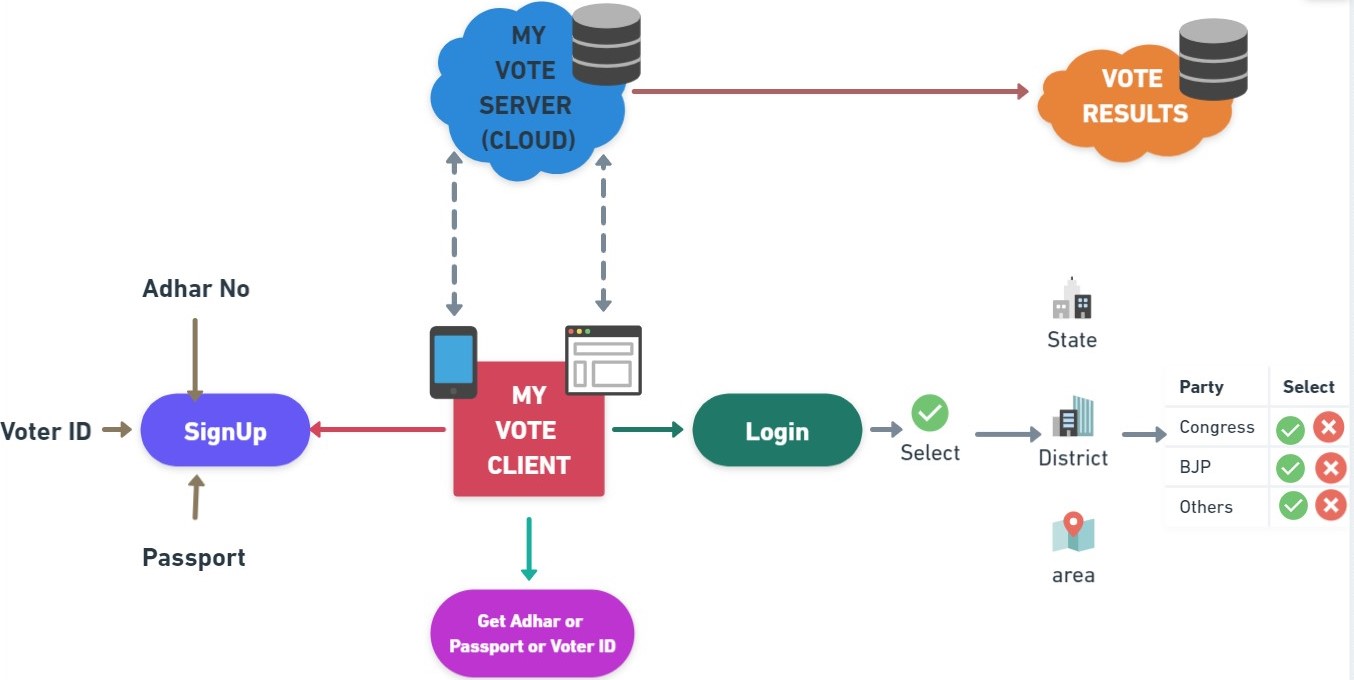 MY
VOTE
SERVER
(CLOUD)
VOTE
RESULTS
Adhar No
Voter ID
SignUp
Passport
MY
VOTE
CLIENT
Login
Select
State
District
area
Party Select
Congress
BJP
Others
Get Adhar or
Passport or Voter ID